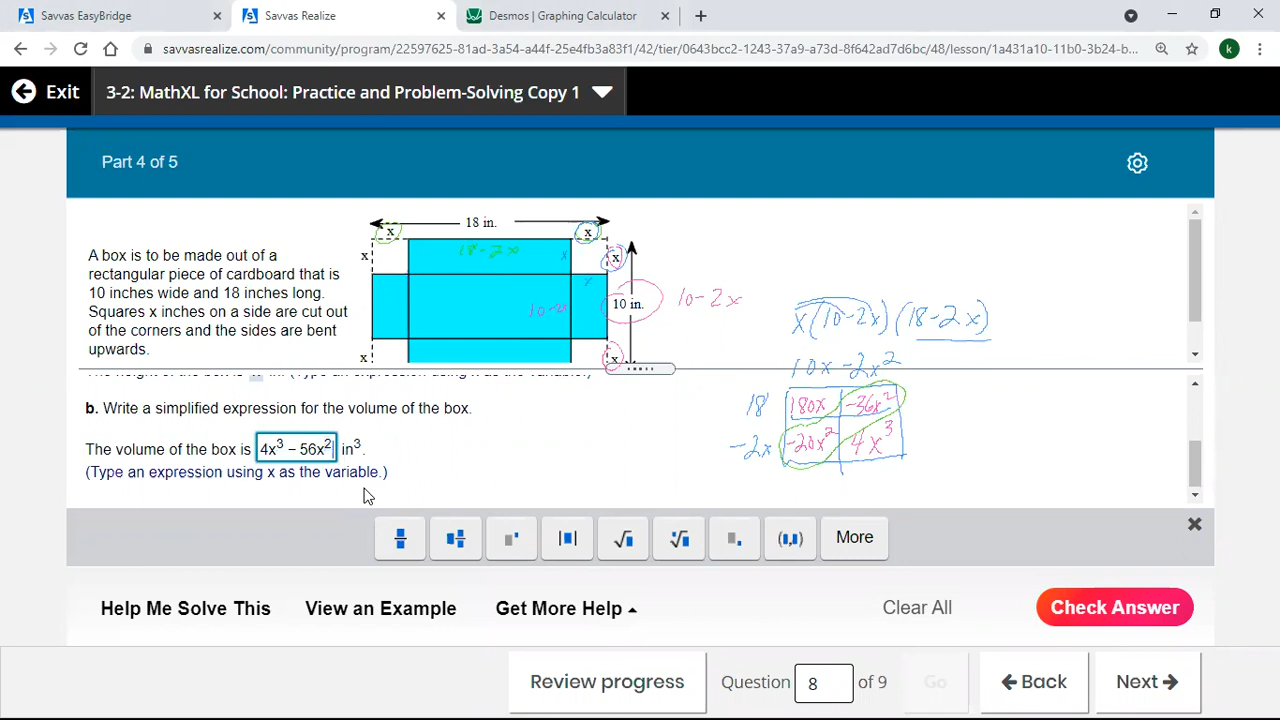 Savvas EasyBridge
Savvas Realize
Desmos | Graphing Calculator
savvasrealize.com/community/program/22597625-81ad-3a54-a44f-25e4fb3a83f1/42/tier/0643bcc2-1243-37a9-a73d-8f642ad7d6bc/48/lesson/1a431a10-11b0-3b24-b...
k
Exit
3-2: MathXL for School: Practice and Problem-Solving Copy 1
Part 4 of 5
A box is to be made out of a
rectangular piece of cardboard that is
10 inches wide and 18 inches long.
Squares x inches on a side are cut out
of the corners and the sides are bent
upwards.
18 in.
x
x
18-2x
x
x
x
x
10-2x
10 in.
10-2x
x
x
x(10-2x)(18-2x)
10x -2x²
18 180x -36x²
-2x -20x² 4x³
b. Write a simplified expression for the volume of the box.
The volume of the box is 4x³ − 56x² in³.
(Type an expression using x as the variable.)
More
Help Me Solve This
View an Example
Get More Help
Clear All
Check Answer
Review progress
Question 8 of 9
Go
Back
Next